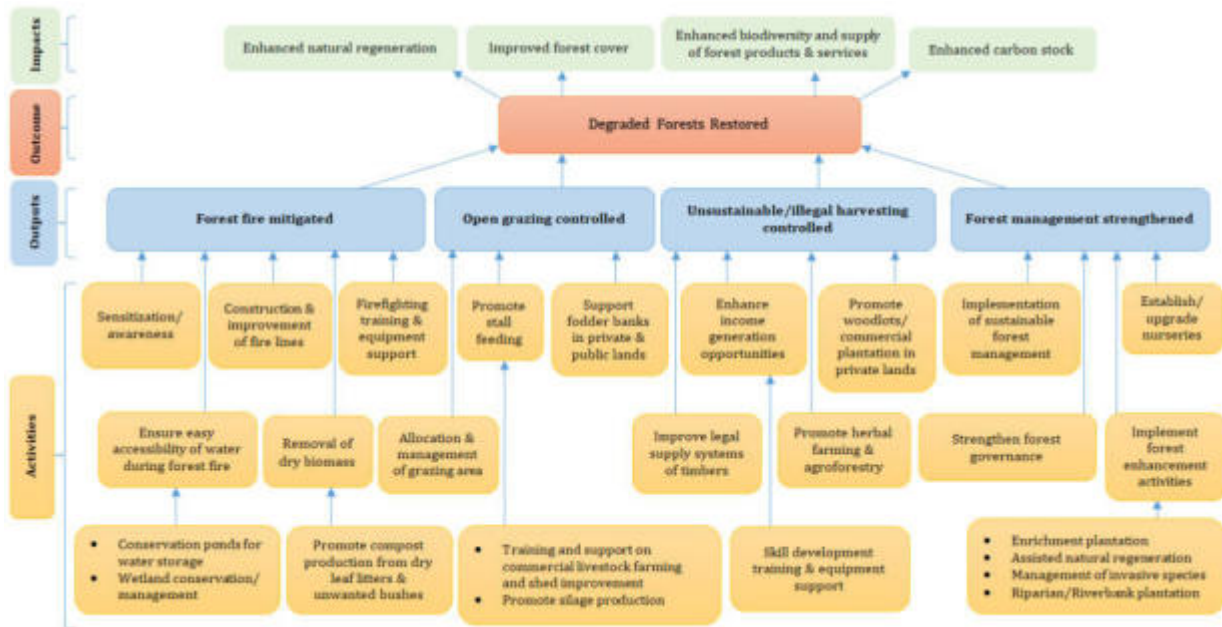 Impacts
Enhanced natural regeneration
Improved forest cover
Enhanced biodiversity and supply
of forest products & services
Enhanced carbon stock
Outcome
Degraded Forests Restored
Outputs
Forest fire mitigated
Open grazing controlled
Unsustainable/illegal harvesting
controlled
Forest management strengthened
Activities
Sensitization/
awareness
Construction &
improvement
of fire lines
Firefighting
training &
equipment
support
Promote
stall
feeding
Support
fodder banks
in private &
public lands
Enhance
income
generation
opportunities
Promote
woodlots/
commercial
plantation in
private lands
Implementation
of sustainable
forest
management
Establish/
upgrade
nurseries
Ensure easy
accessibility of water
during forest fire
Removal of
dry biomass
Allocation &
management
of grazing area
Improve legal
supply systems
of timbers
Promote herbal
farming &
agroforestry
Strengthen forest
governance
Implement
forest
enhancement
activities
• Conservation ponds for
water storage
• Wetland conservation/
management
Promote compost
production from dry
leaf litters &
unwanted bushes
• Training and support on
commercial livestock farming
and shed improvement
• Promote silage production
Skill development
training & equipment
support
• Enrichment plantation
• Assisted natural regeneration
• Management of invasive species
• Riparian/Riverbank plantation